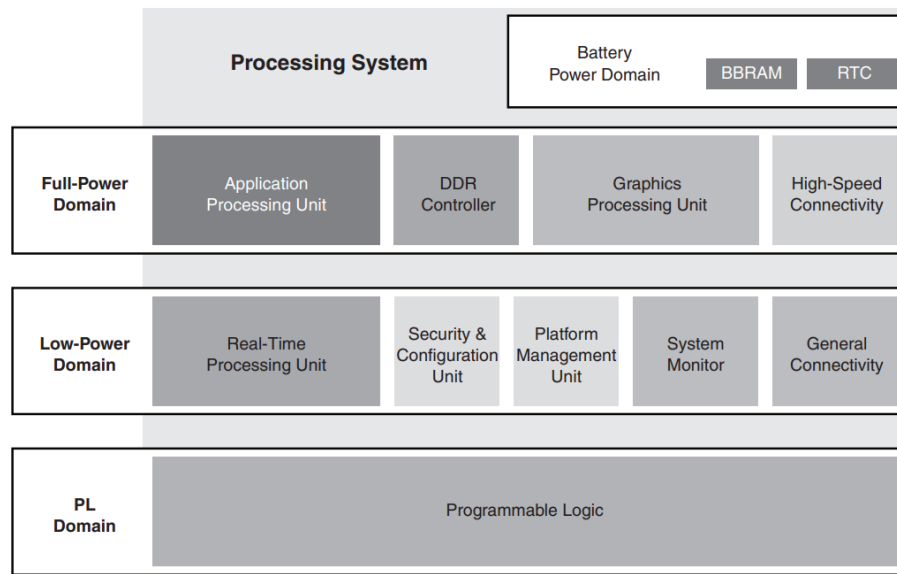 Processing System
Battery
Power Domain
BBRAM
RTC
Full-Power
Domain
Application
Processing Unit
DDR
Controller
Graphics
Processing Unit
High-Speed
Connectivity
Low-Power
Domain
Real-Time
Processing Unit
Security &
Configuration
Unit
Platform
Management
Unit
System
Monitor
General
Connectivity
PL
Domain
Programmable Logic